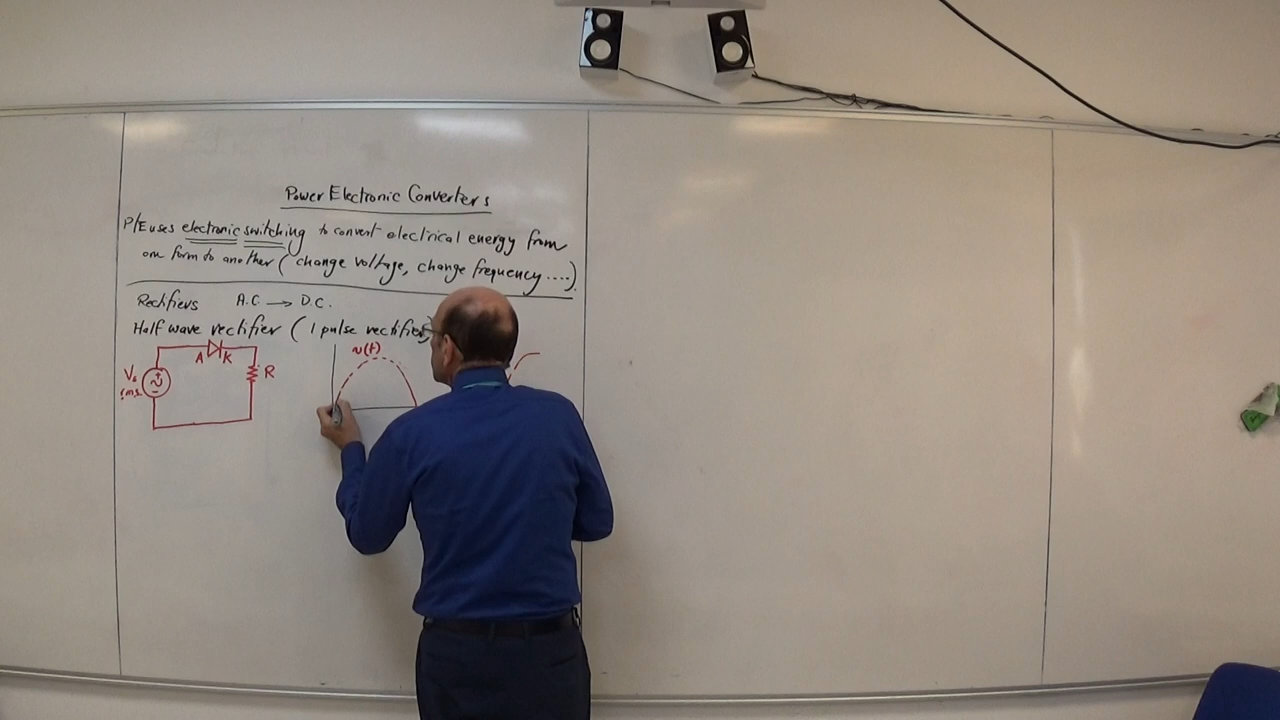 Power Electronic Converters
P/E uses electronic switching to convert electrical energy from
one form to another ( change voltage, change frequency ....).
Rectifiers A.C → D.C.
Half wave rectifier ( 1 pulse rectifier)
A K
Vs
rms
~
+
-
R
v(t)